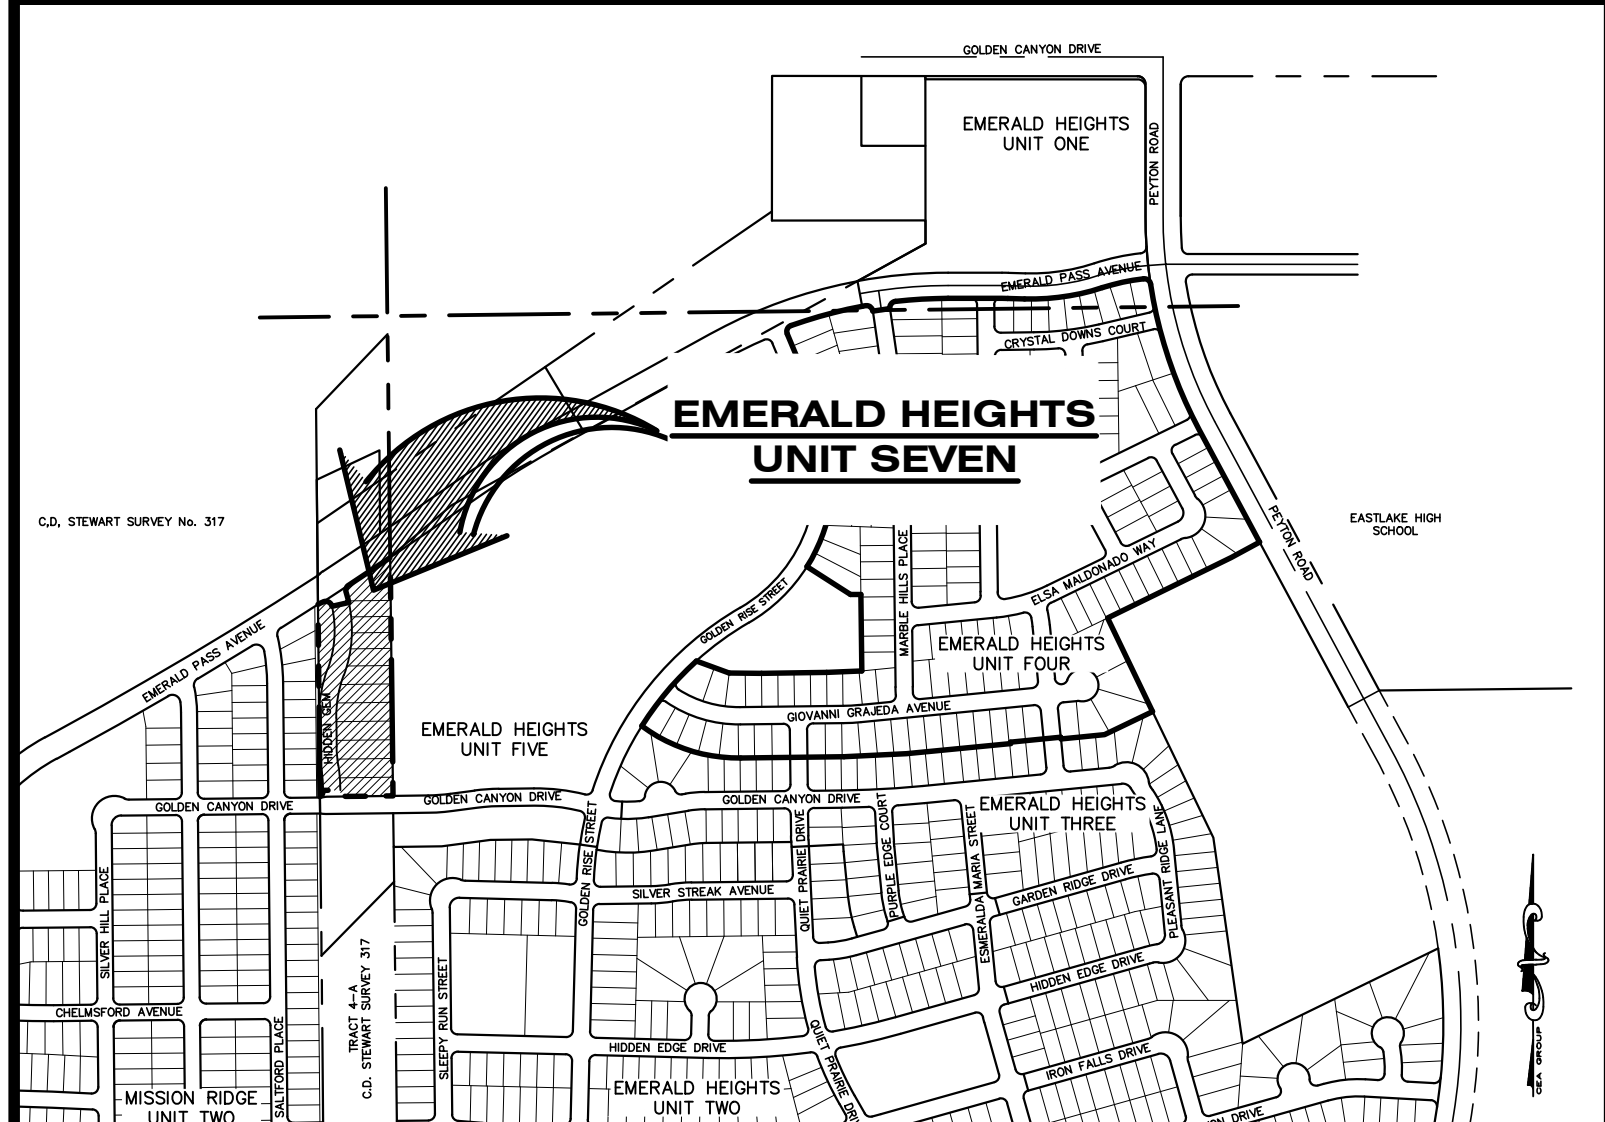 GOLDEN CANYON DRIVE
EMERALD HEIGHTS
UNIT ONE
PEYTON ROAD
EMERALD PASS AVENUE
CRYSTAL DOWNS COURT
EMERALD HEIGHTS
UNIT SEVEN
C,D, STEWART SURVEY No. 317
EASTLAKE HIGH
SCHOOL
PEYTON ROAD
ELSA MALDONADO WAY
MARBLE HILLS PLACE
GOLDEN RISE STREET
EMERALD PASS AVENUE
EMERALD HEIGHTS
UNIT FOUR
HIDDEN GEM
GIOVANNI GRAJEDA AVENUE
EMERALD HEIGHTS
UNIT FIVE
GOLDEN CANYON DRIVE
GOLDEN CANYON DRIVE
GOLDEN CANYON DRIVE
EMERALD HEIGHTS
UNIT THREE
GOLDEN RISE STREET
QUIET PRAIRIE DRIVE
PURPLE EDGE COURT
ESMERALDA MARIA STREET
PLEASANT RIDGE LANE
SILVER HILL PLACE
SILVER STREAK AVENUE
GARDEN RIDGE DRIVE
HIDDEN EDGE DRIVE
TRACT 4-A
C.D. STEWART SURVEY 317
SLEEPY RUN STREET
CHELMSFORD AVENUE
SALTFORD PLACE
HIDDEN EDGE DRIVE
QUIET PRAIRIE DRI
IRON FALLS DRIVE
CEA GROUP
MISSION RIDGE
UNIT TWO
EMERALD HEIGHTS
UNIT TWO
DRIVE